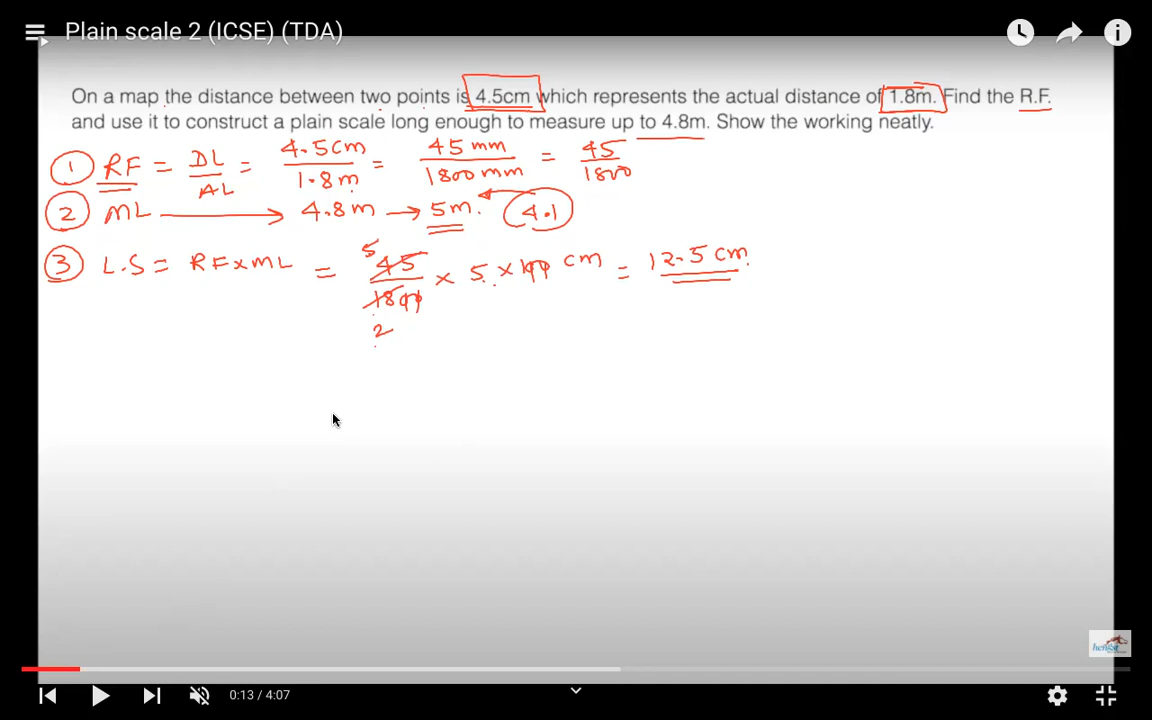 Plain scale 2 (ICSE) (TDA)
On a map the distance between two points is 4.5cm which represents the actual distance of 1.8m. Find the R.F.
and use it to construct a plain scale long enough to measure up to 4.8m. Show the working neatly.
① RF = DL/AL = 4.5cm/1.8m = 45mm/1800mm = 45/1800
② ML → 4.8m → 5m. 4.1
③ L.S = RF×ML = 45/1800 × 5 × 100 cm = 12.5 cm
5
2
0:13 / 4:07